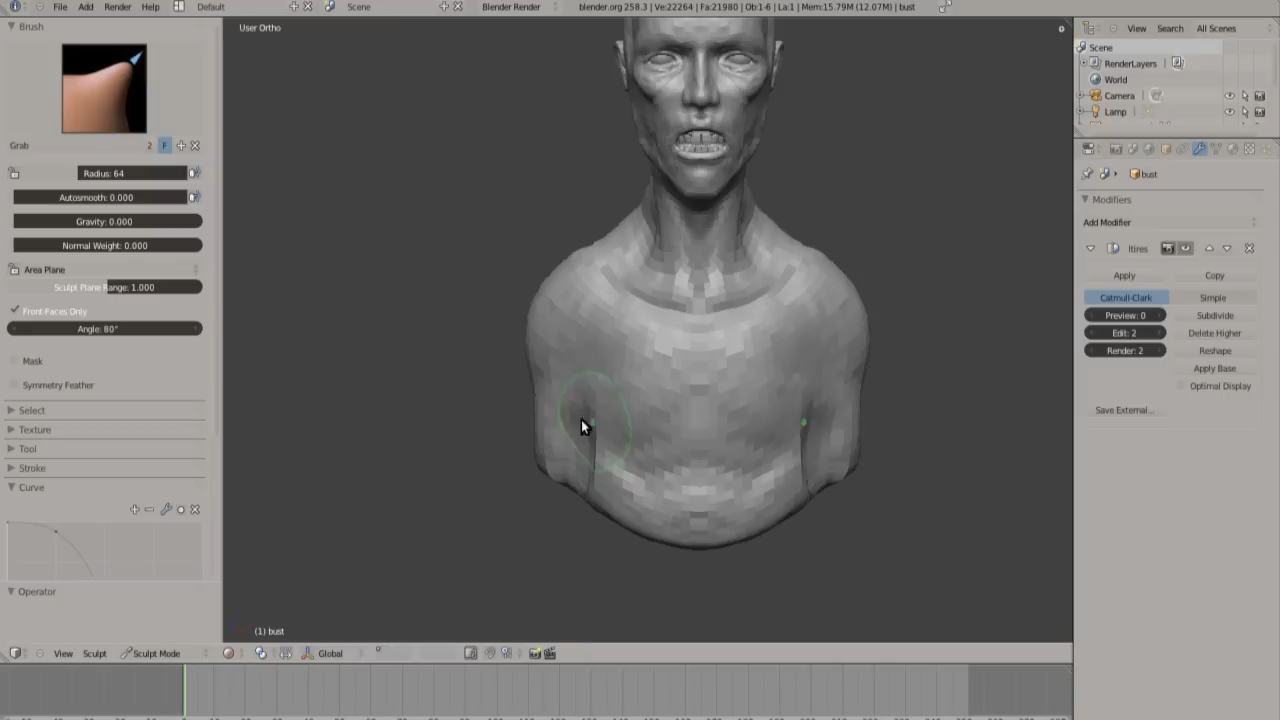 File Add Render Help Default Scene Blender Render blender.org 258.3 | Ve:22264 | Fa:21980 | Ob:1-6 | La:1 | Mem:15.79M (12.07M) | bust
Brush
User Ortho
View Search All Scenes
Scene
RenderLayers
World
Camera
Lamp
Grab 2 F
Radius: 64
Autosmooth: 0.000
Gravity: 0.000
Normal Weight: 0.000
Area Plane
Sculpt Plane Range: 1.000
Front Faces Only
Angle: 80°
Mask
Symmetry Feather
Select
Texture
Tool
Stroke
Curve
Operator
bust
Modifiers
Add Modifier
ltires
Apply Copy
Catmull-Clark Simple
Preview: 0 Subdivide
Edit: 2 Delete Higher
Render: 2 Reshape
Apply Base
Optimal Display
Save External...
(1) bust
View Sculpt Sculpt Mode Global